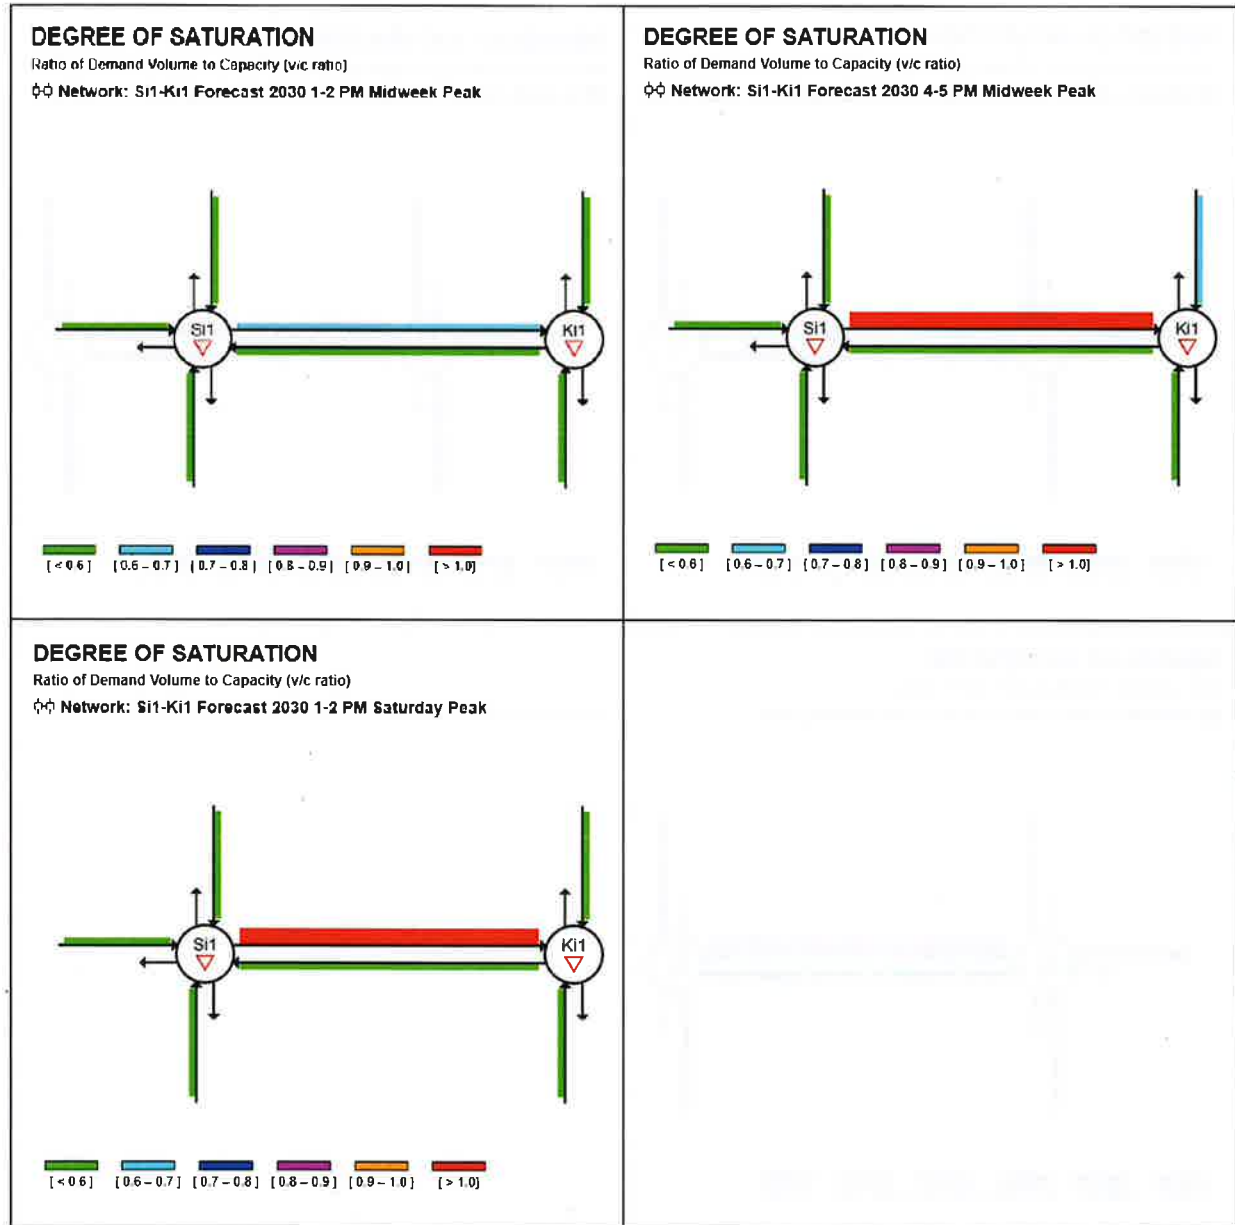 DEGREE OF SATURATION
Ratio of Demand Volume to Capacity (v/c ratio)
Network: Si1-Ki1 Forecast 2030 1-2 PM Midweek Peak
Si1
Ki1
[ < 0.6 ] [ 0.6 – 0.7 ] [ 0.7 – 0.8 ] [ 0.8 – 0.9 ] [ 0.9 – 1.0 ] [ > 1.0 ]
DEGREE OF SATURATION
Ratio of Demand Volume to Capacity (v/c ratio)
Network: Si1-Ki1 Forecast 2030 4-5 PM Midweek Peak
Si1
Ki1
[ < 0.6 ] [ 0.6 – 0.7 ] [ 0.7 – 0.8 ] [ 0.8 – 0.9 ] [ 0.9 – 1.0 ] [ > 1.0 ]
DEGREE OF SATURATION
Ratio of Demand Volume to Capacity (v/c ratio)
Network: Si1-Ki1 Forecast 2030 1-2 PM Saturday Peak
Si1
Ki1
[ < 0.6 ] [ 0.6 – 0.7 ] [ 0.7 – 0.8 ] [ 0.8 – 0.9 ] [ 0.9 – 1.0 ] [ > 1.0 ]